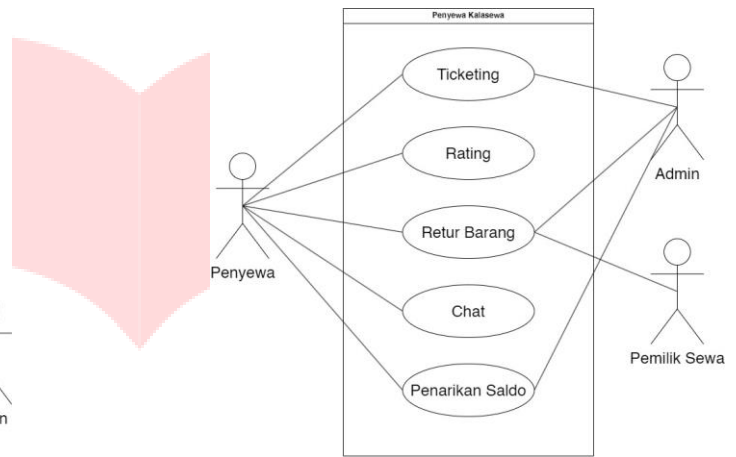 Penyewa Kalasewa
Ticketing
Rating
Admin
Retur Barang
Penyewa
Chat
Pemilik Sewa
Penarikan Saldo
n